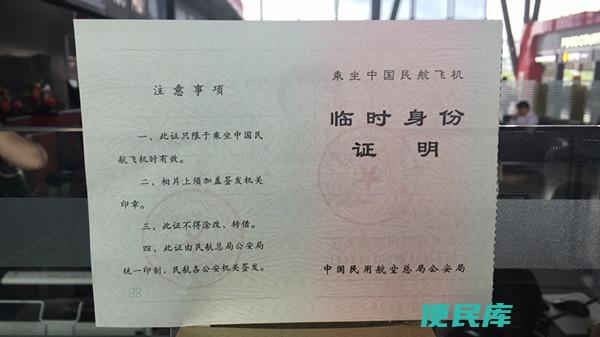 注意事项
一、此证只限于乘坐中国民
航飞机时有效。
二、相片上须加盖签发机关
印章。
三、此证不得涂改、转借。
四、此证由民航总局公安局
统一印制，民航各公安机关签发。
乘坐中国民航飞机
临时身份
证明
中国民用航空总局公安局
便民库